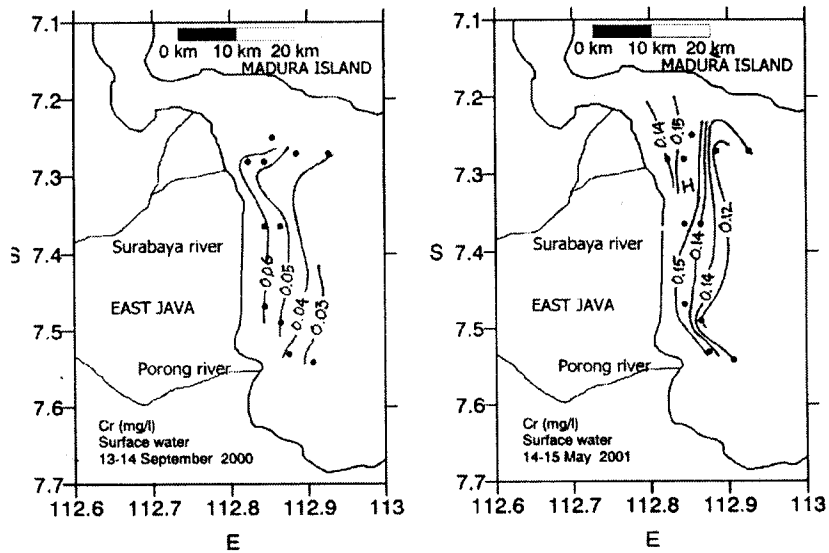 7.1
7.2
7.3
7.4
7.5
7.6
7.7
S
0 km 10 km 20 km
MADURA ISLAND
Surabaya river
EAST JAVA
Porong river
0.06
0.05
0.04
0.03
Cr (mg/l)
Surface water
13-14 September 2000
112.6 112.7 112.8 112.9 113
E
7.1
7.2
7.3
7.4
7.5
7.6
7.7
S
0 km 10 km 20 km
MADURA ISLAND
0.14
0.15
H
Surabaya river
EAST JAVA
Porong river
0.15
0.14
0.14
0.12
Cr (mg/l)
Surface water
14-15 May 2001
112.6 112.7 112.8 112.9 113
E